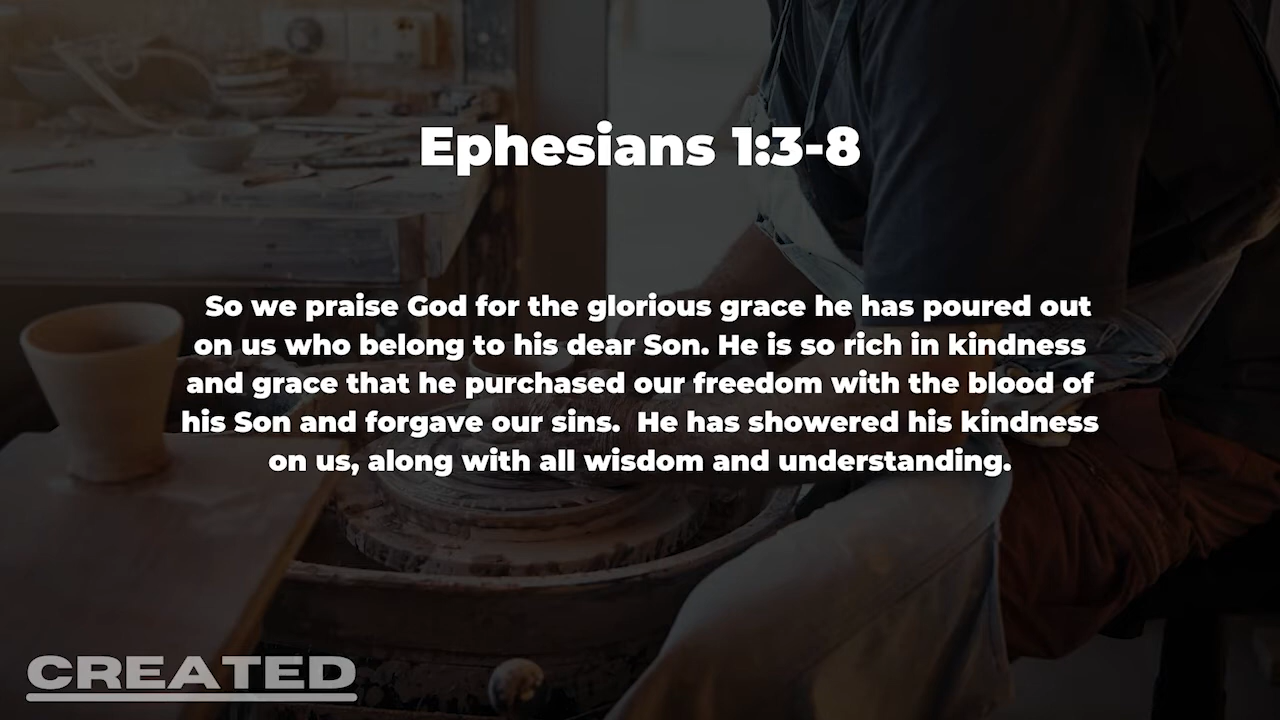 Ephesians 1:3-8
So we praise God for the glorious grace he has poured out
on us who belong to his dear Son. He is so rich in kindness
and grace that he purchased our freedom with the blood of
his Son and forgave our sins.  He has showered his kindness
on us, along with all wisdom and understanding.
CREATED